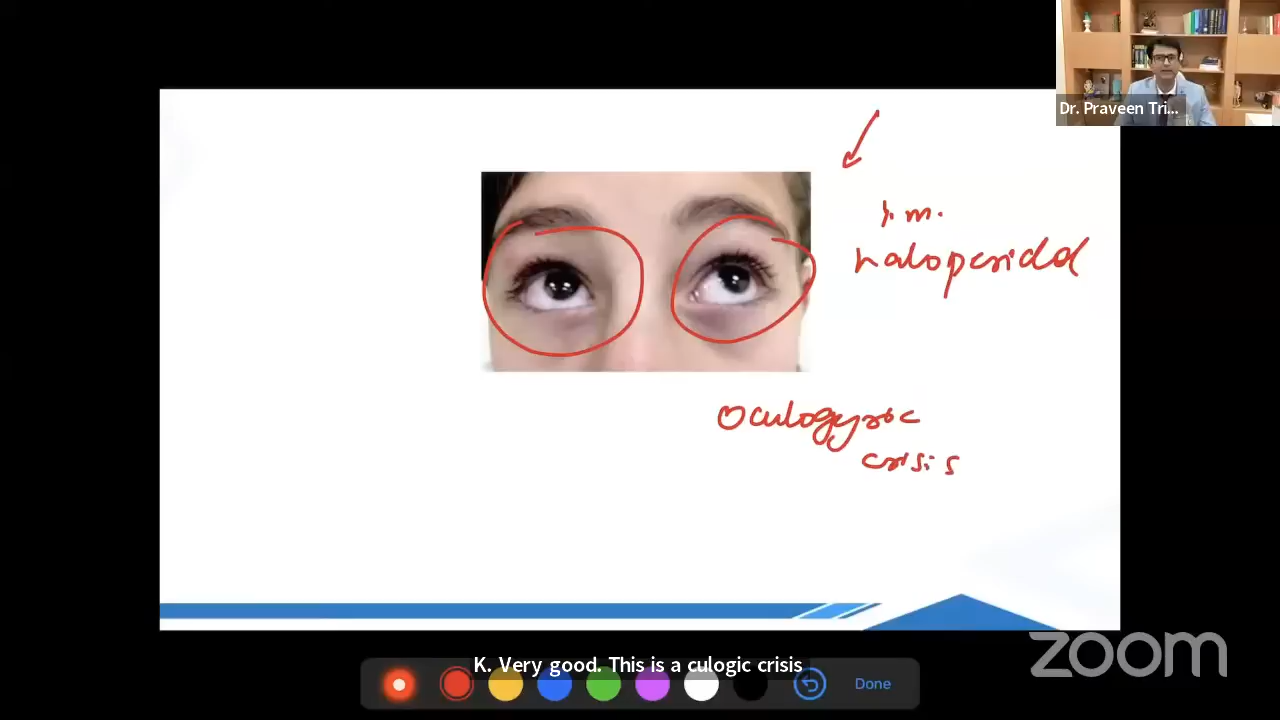 Dr. Praveen Tri...
I.m.
haloperidol
Oculogyric
crisis
zoom
K. Very good. This is a culogic crisis
Done